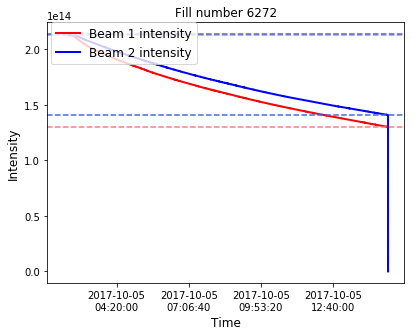 Fill number 6272
1e14
Beam 1 intensity
Beam 2 intensity
2.0
1.5
1.0
0.5
0.0
Intensity
2017-10-05
04:20:00
2017-10-05
07:06:40
2017-10-05
09:53:20
2017-10-05
12:40:00
Time